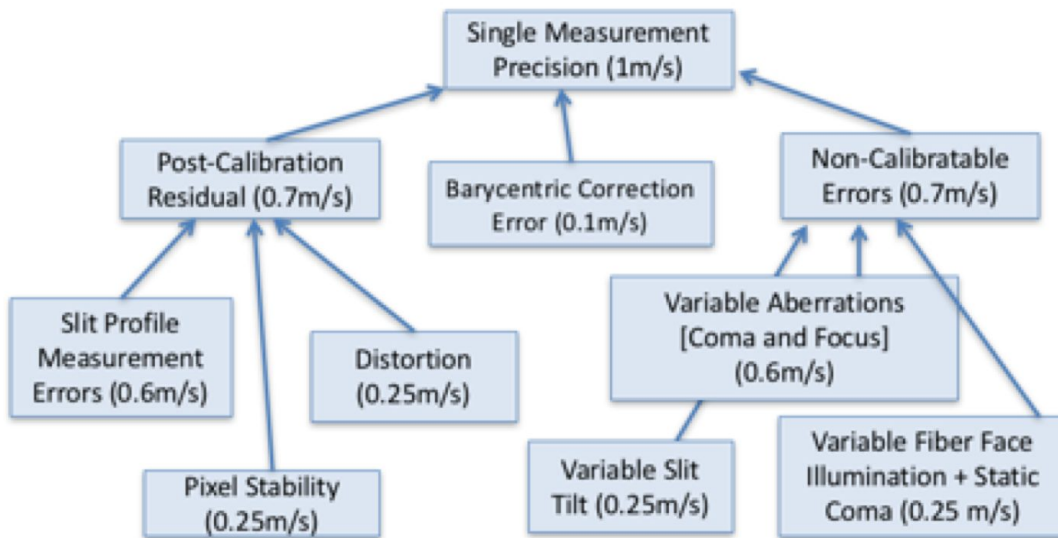 Single Measurement
Precision (1m/s)
Post-Calibration
Residual (0.7m/s)
Barycentric Correction
Error (0.1m/s)
Non-Calibratable
Errors (0.7m/s)
Slit Profile
Measurement
Errors (0.6m/s)
Distortion
(0.25m/s)
Variable Aberrations
[Coma and Focus]
(0.6m/s)
Pixel Stability
(0.25m/s)
Variable Slit
Tilt (0.25m/s)
Variable Fiber Face
Illumination + Static
Coma (0.25 m/s)